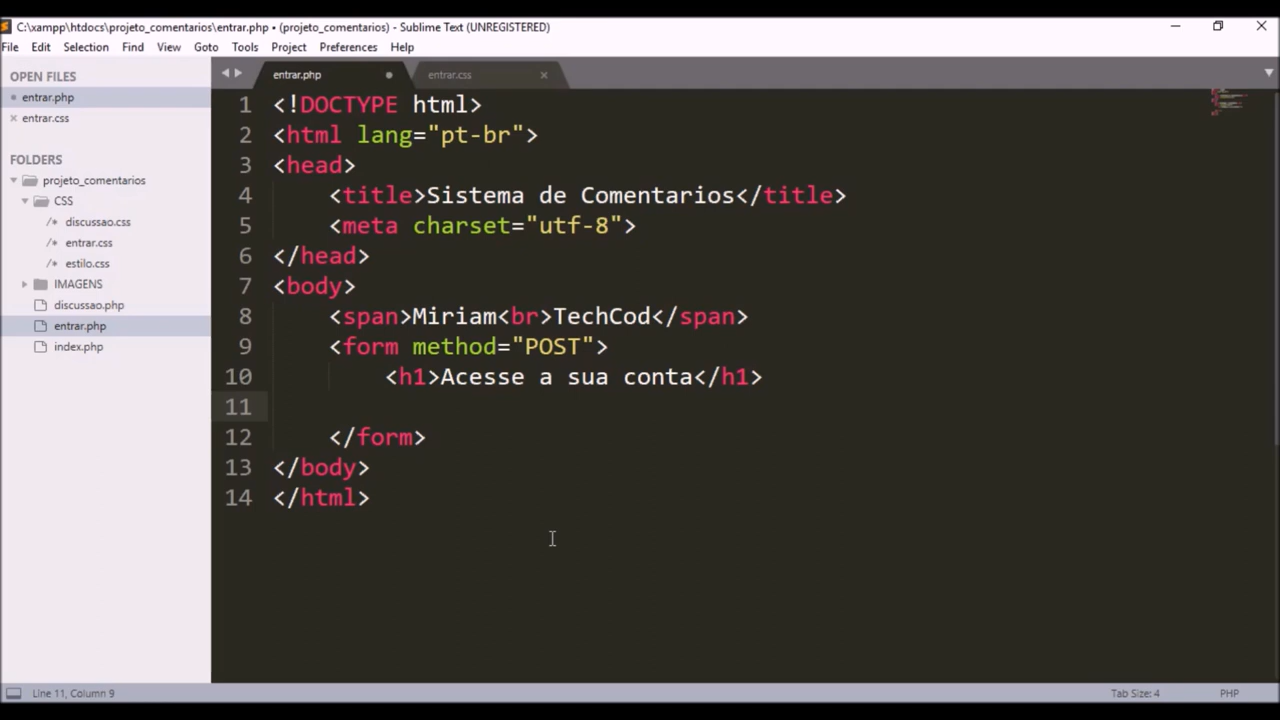 C:\xampp\htdocs\projeto_comentarios\entrar.php • (projeto_comentarios) - Sublime Text (UNREGISTERED)
File Edit Selection Find View Goto Tools Project Preferences Help
OPEN FILES
entrar.php
entrar.css
FOLDERS
projeto_comentarios
CSS
/* discussao.css
/* entrar.css
/* estilo.css
IMAGENS
discussao.php
entrar.php
index.php
entrar.php entrar.css
1 <!DOCTYPE html>
2 <html lang="pt-br">
3 <head>
4 <title>Sistema de Comentarios</title>
5 <meta charset="utf-8">
6 </head>
7 <body>
8 <span>Miriam<br>TechCod</span>
9 <form method="POST">
10 <h1>Acesse a sua conta</h1>
11
12 </form>
13 </body>
14 </html>
Line 11, Column 9 Tab Size: 4 PHP